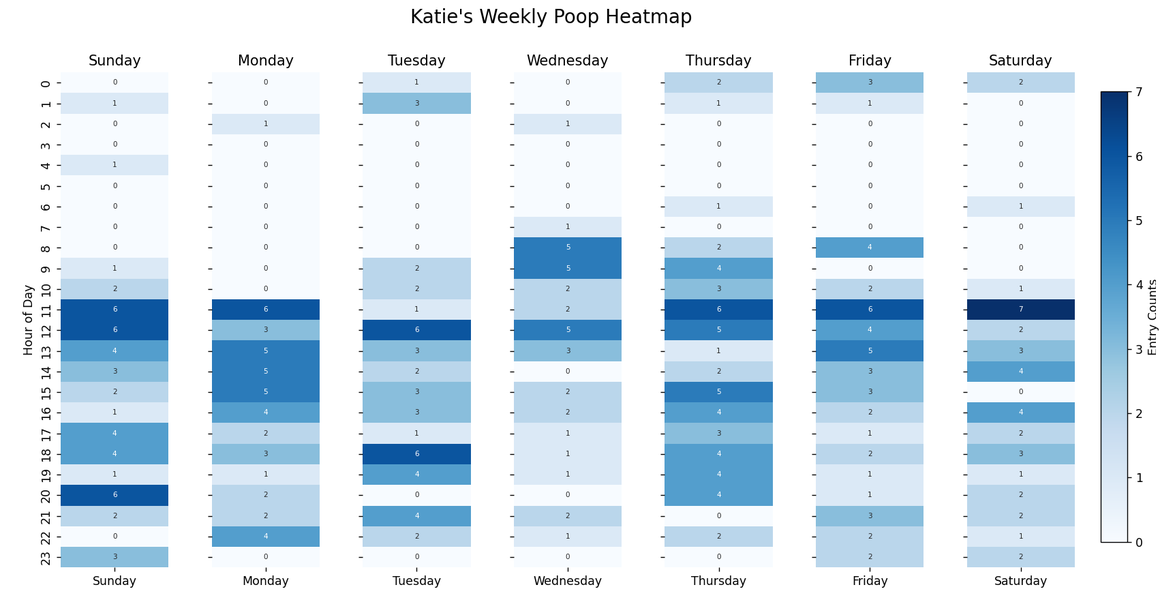 Katie's Weekly Poop Heatmap
Sunday Monday Tuesday Wednesday Thursday Friday Saturday
0 0 0 1 0 2 3 2
1 1 0 3 0 1 1 0
2 0 1 0 1 0 0 0
3 0 0 0 0 0 0 0
4 1 0 0 0 0 0 0
5 0 0 0 0 0 0 0
6 0 0 0 0 1 0 1
7 0 0 0 1 0 0 0
8 0 0 0 5 2 4 0
9 1 0 2 5 4 0 0
10 2 0 2 2 3 2 1
11 6 6 1 2 6 6 7
12 6 3 6 5 5 4 2
13 4 5 3 3 1 5 3
14 3 5 2 0 2 3 4
15 2 5 3 2 5 3 0
16 1 4 3 2 4 2 4
17 4 2 1 1 3 1 2
18 4 3 6 1 4 2 3
19 1 1 4 1 4 1 1
20 6 2 0 0 4 1 2
21 2 2 4 2 0 3 2
22 0 4 2 1 2 2 1
23 3 0 0 0 0 2 2
Sunday Monday Tuesday Wednesday Thursday Friday Saturday
Hour of Day
7
6
5
4
3
2
1
0
Entry Counts